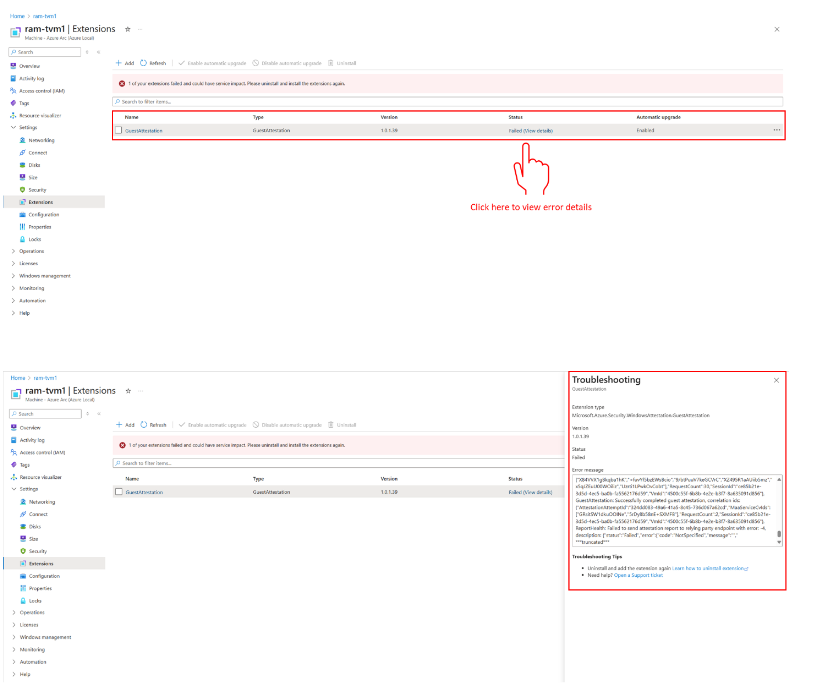 Home > ram-tvm1
ram-tvm1 | Extensions
Machine - Azure Arc (Azure Local)
Search
Add Refresh Enable automatic upgrade Disable automatic upgrade Uninstall
Overview
Activity log
Access control (IAM)
Tags
Resource visualizer
Settings
Networking
Connect
Disks
Size
Security
Extensions
Configuration
Properties
Locks
Operations
Licenses
Windows management
Monitoring
Automation
Help
1 of your extensions failed and could have service impact. Please uninstall and install the extensions again.
Search to filter items...
Name Type Version Status Automatic upgrade
GuestAttestation GuestAttestation 1.0.1.39 Failed (View details) Enabled
Click here to view error details
Home > ram-tvm1
ram-tvm1 | Extensions
Machine - Azure Arc (Azure Local)
Search
Add Refresh Enable automatic upgrade Disable automatic upgrade Uninstall
Overview
Activity log
Access control (IAM)
Tags
Resource visualizer
Settings
Networking
Connect
Disks
Size
Security
Extensions
Configuration
Properties
Locks
Operations
Licenses
Windows management
Monitoring
Automation
Help
1 of your extensions failed and could have service impact. Please uninstall and install the extensions again.
Search to filter items...
Name Type Version Status
GuestAttestation GuestAttestation 1.0.1.39 Failed (View details)
Troubleshooting
GuestAttestation
Extension type
Microsoft.Azure.Security.WindowsAttestation.GuestAttestation
Version
1.0.1.39
Status
Failed
Error message
GuestAttestation: Successfully completed guest attestation, correlation ids:
ReportHealth: Failed to send attestation report to relying party endpoint with error: -4,
description: {"status":"Failed","error":{"code":"NotSpecified","message":"","
***truncated***
Troubleshooting Tips
Uninstall and add the extension again Learn how to uninstall extension
Need help? Open a Support ticket